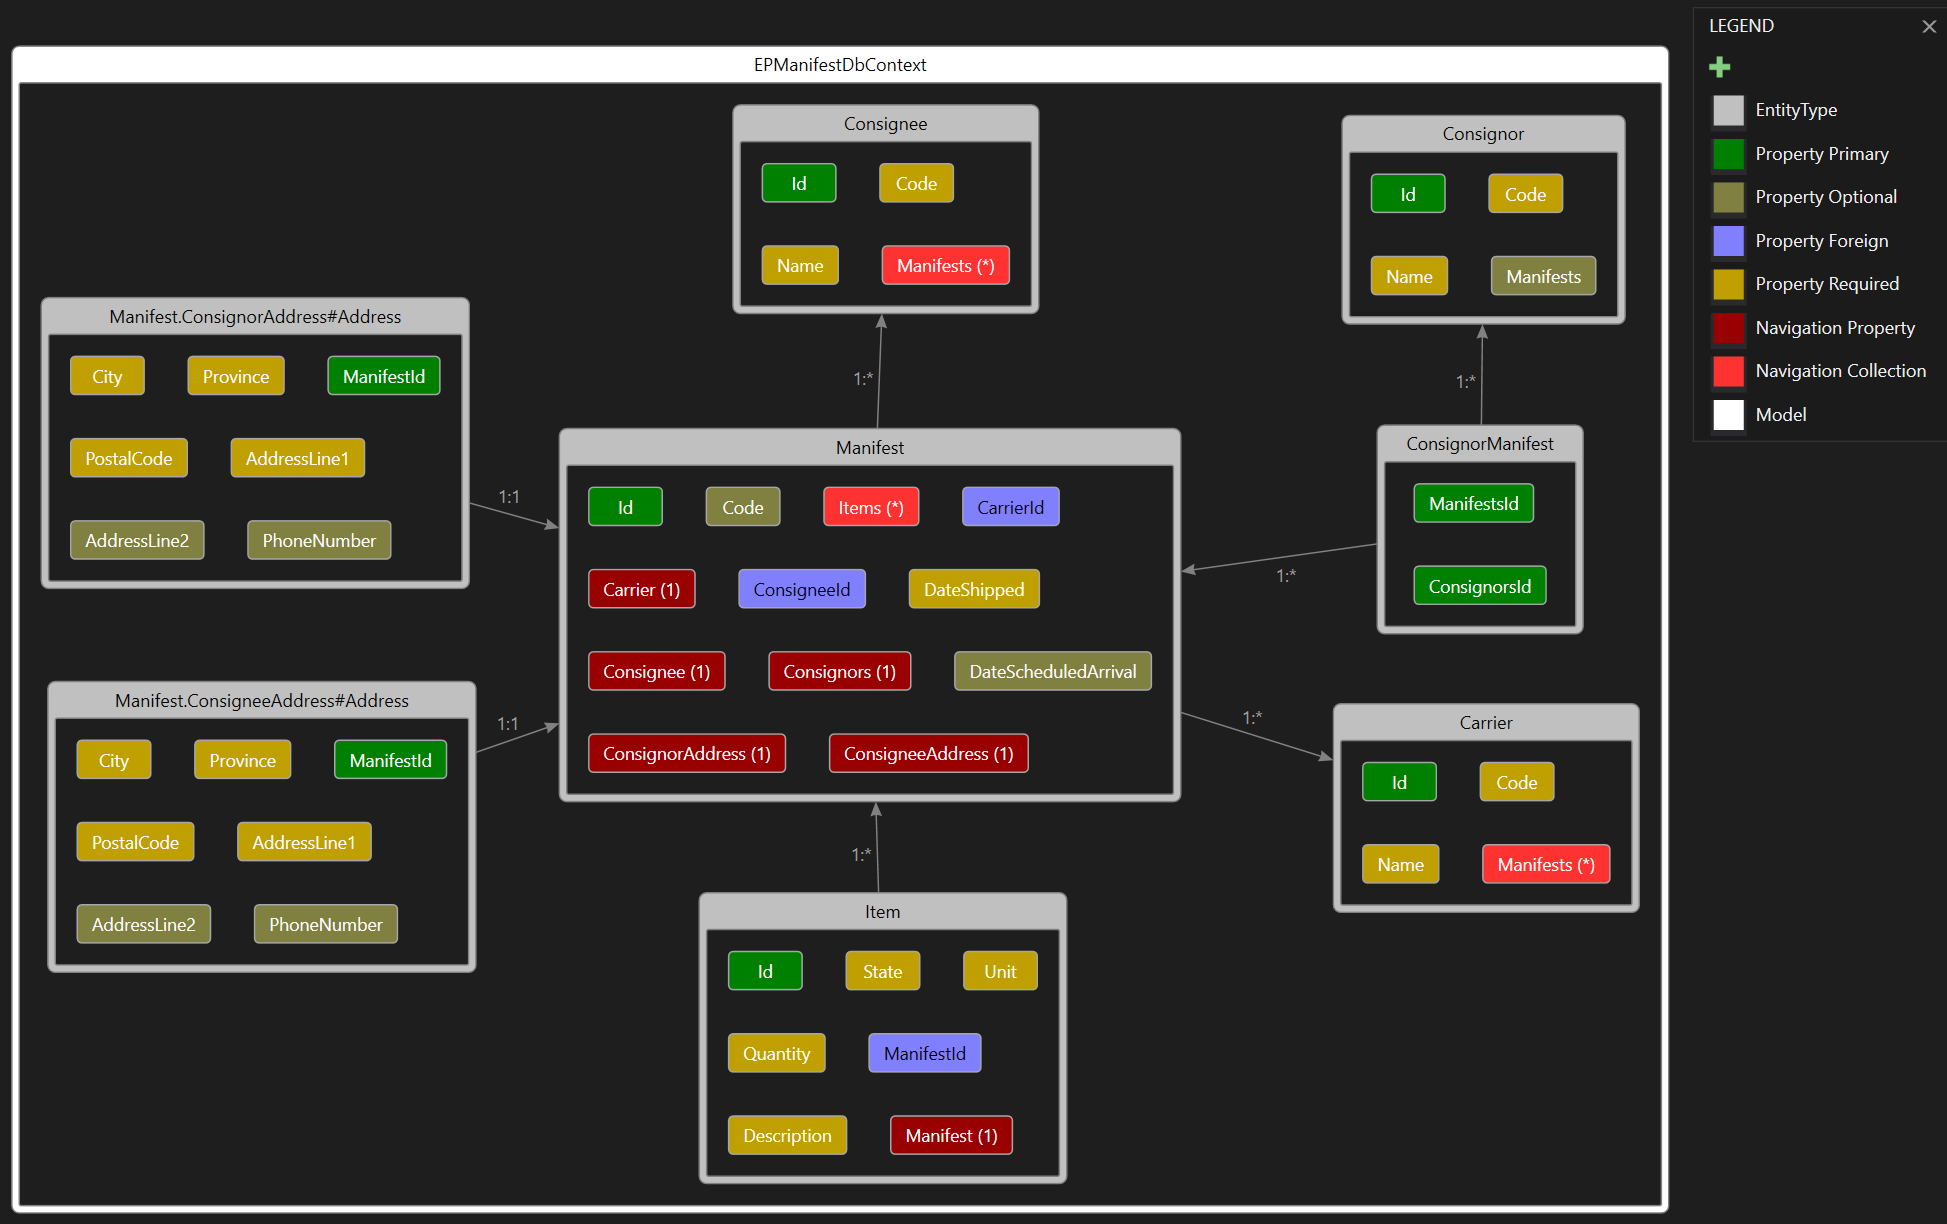 EPManifestDbContext
Consignee
Id
Code
Name
Manifests (*)
Consignor
Id
Code
Name
Manifests
Manifest.ConsignorAddress#Address
City
Province
ManifestId
PostalCode
AddressLine1
AddressLine2
PhoneNumber
1:*
1:*
1:1
Manifest
Id
Code
Items (*)
CarrierId
Carrier (1)
ConsigneeId
DateShipped
Consignee (1)
Consignors (1)
DateScheduledArrival
ConsignorAddress (1)
ConsigneeAddress (1)
ConsignorManifest
ManifestsId
ConsignorsId
1:*
Manifest.ConsigneeAddress#Address
City
Province
ManifestId
PostalCode
AddressLine1
AddressLine2
PhoneNumber
1:1
1:*
Carrier
Id
Code
Name
Manifests (*)
1:*
Item
Id
State
Unit
Quantity
ManifestId
Description
Manifest (1)
LEGEND
EntityType
Property Primary
Property Optional
Property Foreign
Property Required
Navigation Property
Navigation Collection
Model